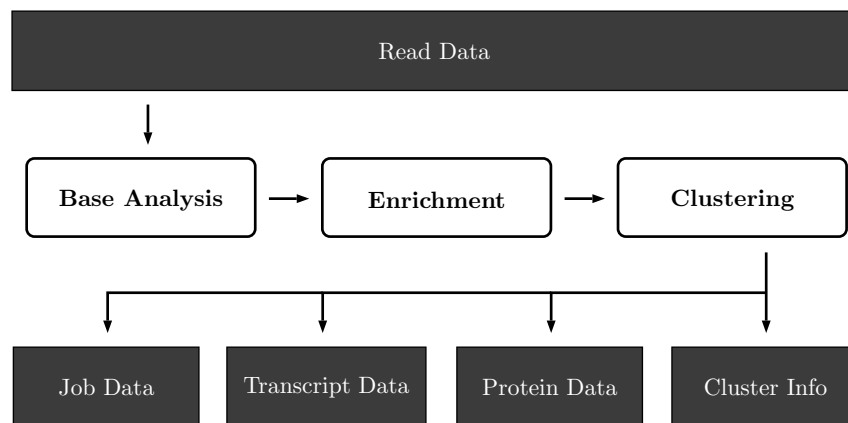 Read Data
Base Analysis
Enrichment
Clustering
Job Data
Transcript Data
Protein Data
Cluster Info